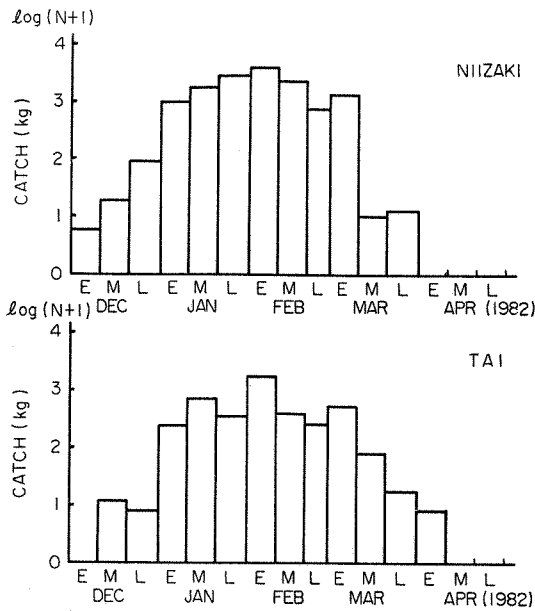 log (N+1)
4
NIIZAKI
3
CATCH (kg)
2
1
0
E M L E M L E M L E M L E M L
DEC JAN FEB MAR APR (1982)
log (N+1)
4
TAI
3
CATCH (kg)
2
1
0
E M L E M L E M L E M L E M L
DEC JAN FEB MAR APR (1982)